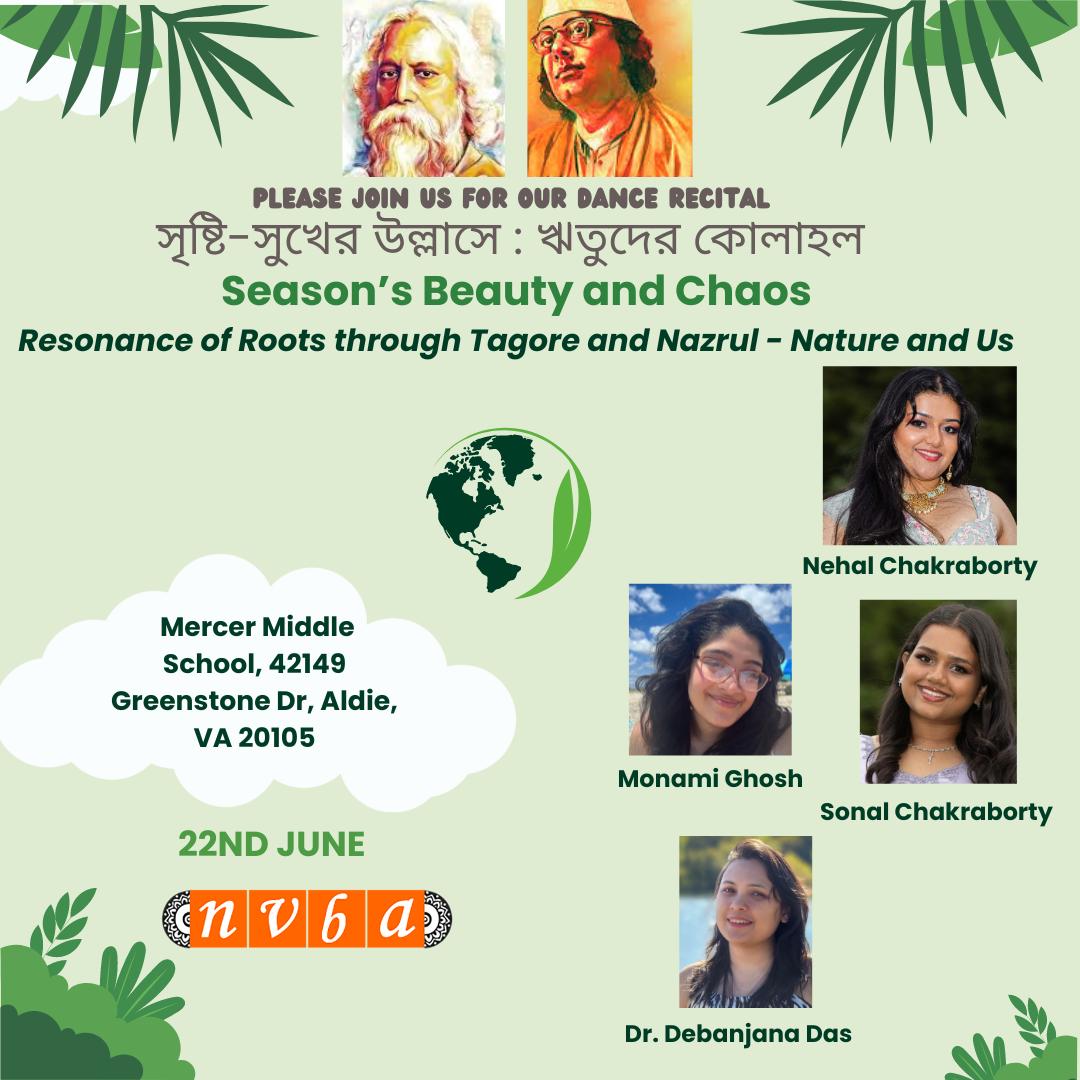 PLEASE JOIN US FOR OUR DANCE RECITAL
সৃষ্টি-সুখের উল্লাসে : ঋতুদের কোলাহল
Season’s Beauty and Chaos
Resonance of Roots through Tagore and Nazrul - Nature and Us
Nehal Chakraborty
Mercer Middle
School, 42149
Greenstone Dr, Aldie,
VA 20105
Monami Ghosh
Sonal Chakraborty
22ND JUNE
nvba
Dr. Debanjana Das